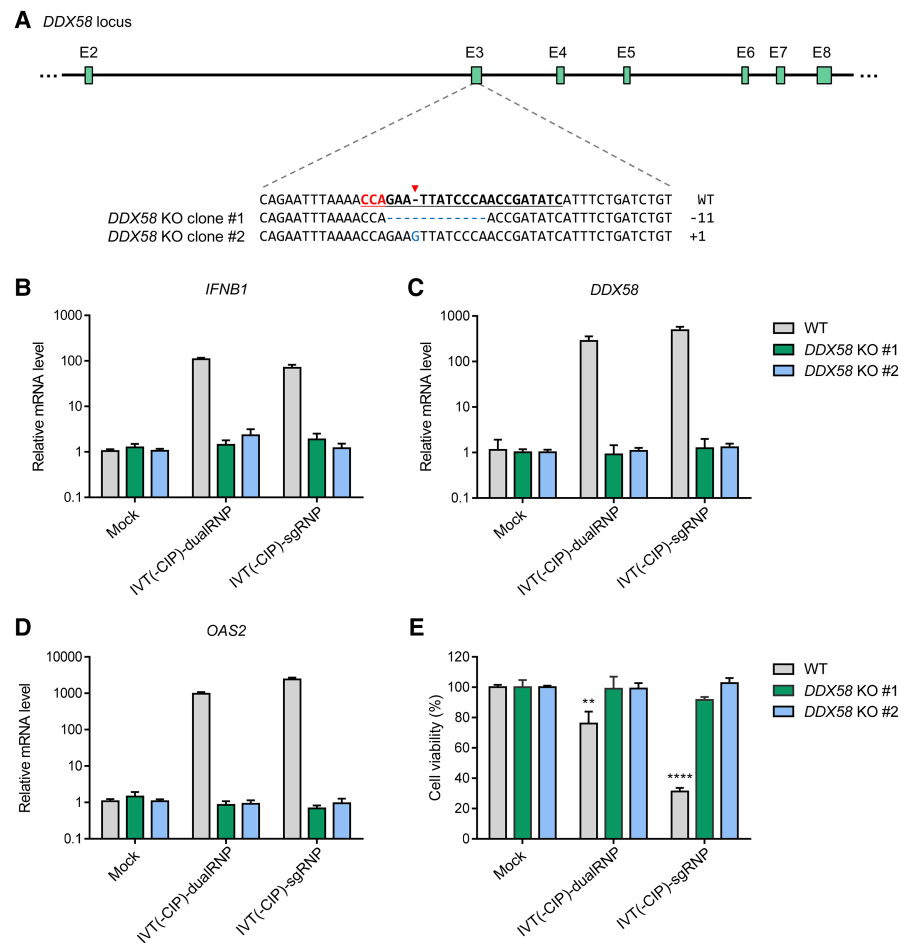 A DDX58 locus
E2 E3 E4 E5 E6 E7 E8
... ...
CAGAATTTAAAACCAGAA-TTATCCCAACCGATATCATTTCTGATCTGT WT
DDX58 KO clone #1 CAGAATTTAAAACCA------------ACCGATATCATTTCTGATCTGT -11
DDX58 KO clone #2 CAGAATTTAAAACCAGAAGTTATCCCAACCGATATCATTTCTGATCTGT +1
B IFNB1
Relative mRNA level
1000
100
10
1
0.1
Mock
IVT(-CIP)-dualRNP
IVT(-CIP)-sgRNP
C DDX58
Relative mRNA level
1000
100
10
1
0.1
Mock
IVT(-CIP)-dualRNP
IVT(-CIP)-sgRNP
WT
DDX58 KO #1
DDX58 KO #2
D OAS2
Relative mRNA level
10000
1000
100
10
1
0.1
Mock
IVT(-CIP)-dualRNP
IVT(-CIP)-sgRNP
E
Cell viability (%)
120
100
80
60
40
20
0
**
****
Mock
IVT(-CIP)-dualRNP
IVT(-CIP)-sgRNP
WT
DDX58 KO #1
DDX58 KO #2